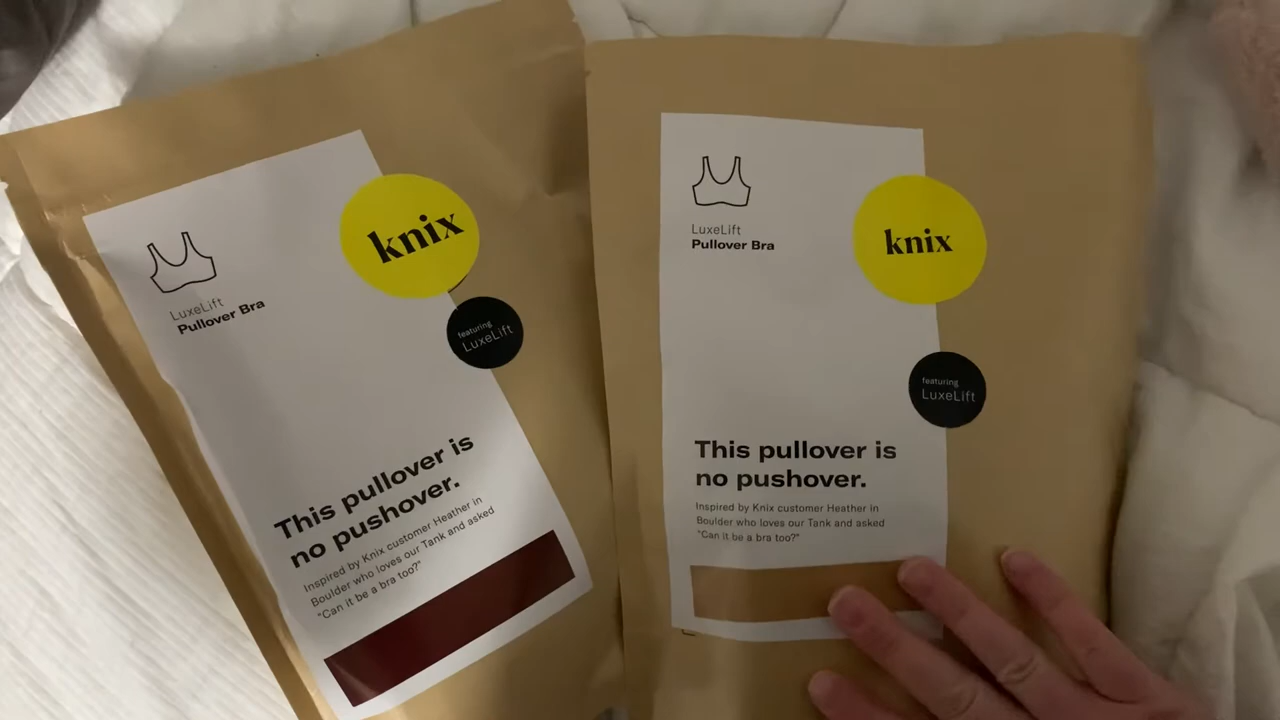 knix
featuring
LuxeLift
LuxeLift
Pullover Bra
This pullover is
no pushover.
Inspired by Knix customer Heather in
Boulder who loves our Tank and asked
"Can it be a bra too?"
LuxeLift
Pullover Bra
knix
featuring
LuxeLift
This pullover is
no pushover.
Inspired by Knix customer Heather in
Boulder who loves our Tank and asked
"Can it be a bra too?"